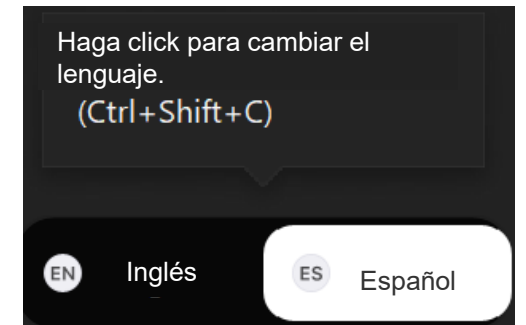 Haga click para cambiar el
lenguaje.
(Ctrl+Shift+C)
EN Inglés
ES Español